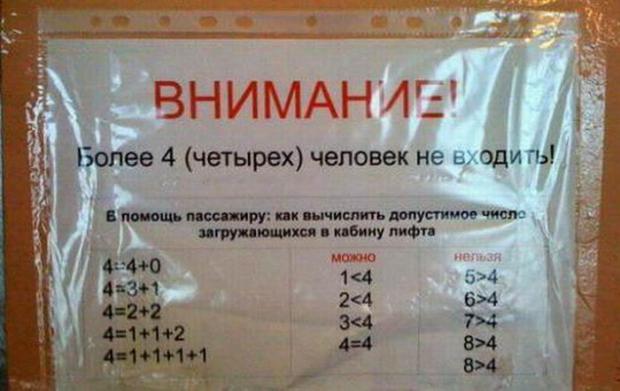 ВНИМАНИЕ!
Более 4 (четырех) человек не входить!
В помощь пассажиру: как вычислить допустимое число
загружающихся в кабину лифта
4=4+0
4=3+1
4=2+2
4=1+1+2
4=1+1+1+1
можно
1<4
2<4
3<4
4=4
нельзя
5>4
6>4
7>4
8>4
8>4